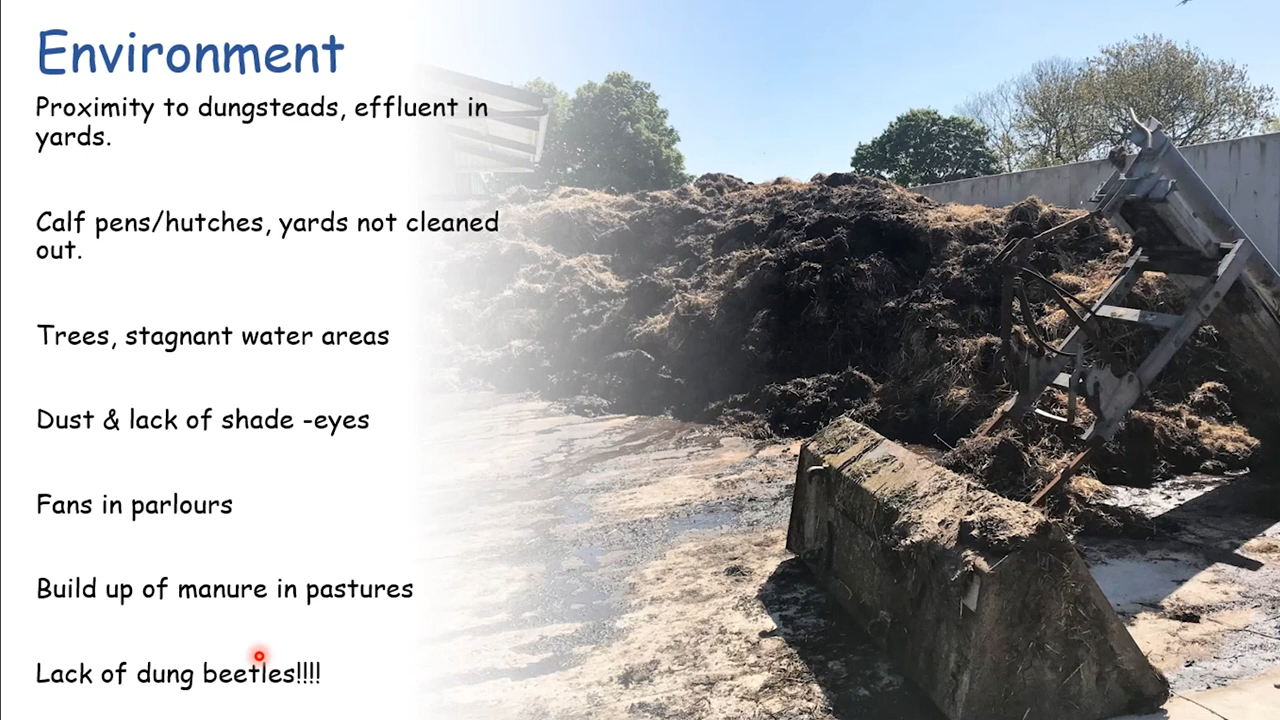 Environment
Proximity to dungsteads, effluent in
yards.
Calf pens/hutches, yards not cleaned
out.
Trees, stagnant water areas
Dust & lack of shade -eyes
Fans in parlours
Build up of manure in pastures
Lack of dung beetles!!!!